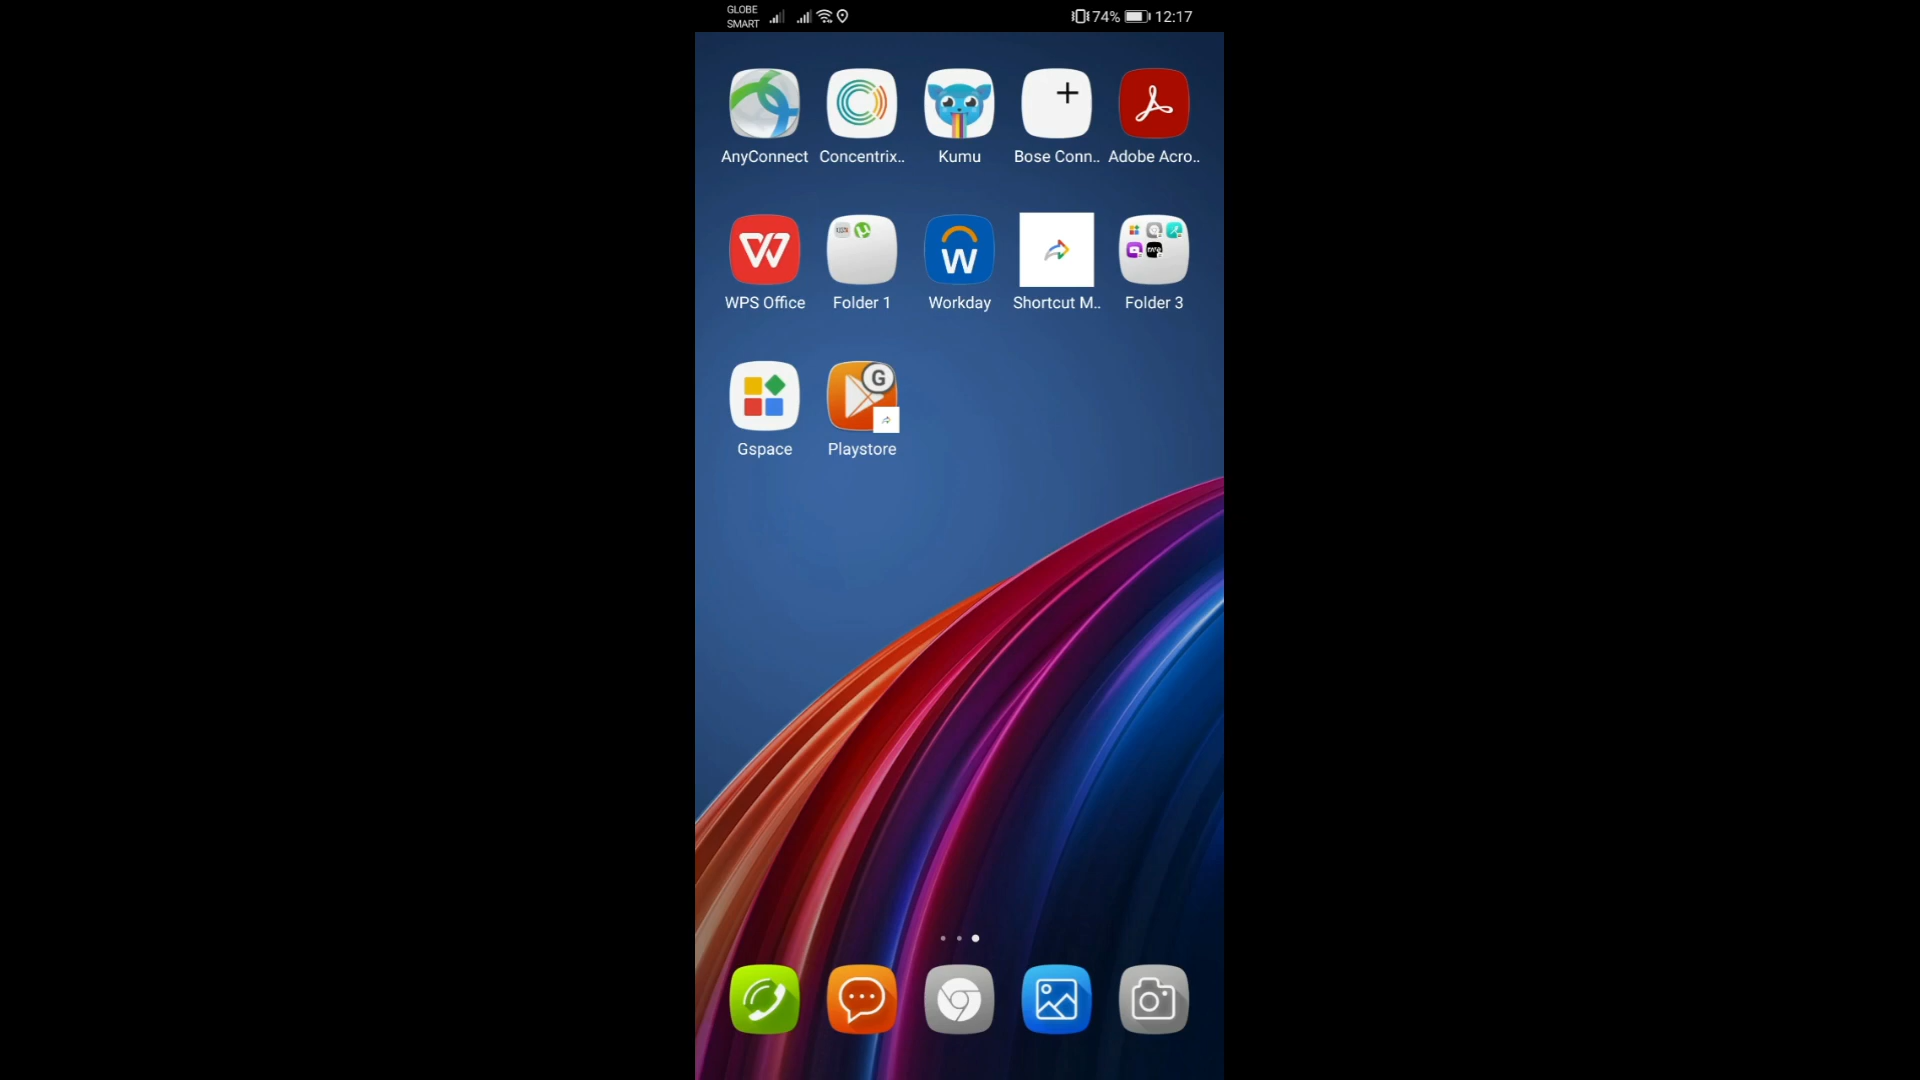 GLOBE
SMART
74% 12:17
AnyConnect Concentrix.. Kumu Bose Conn.. Adobe Acro..
WPS Office Folder 1 Workday Shortcut M.. Folder 3
Gspace Playstore